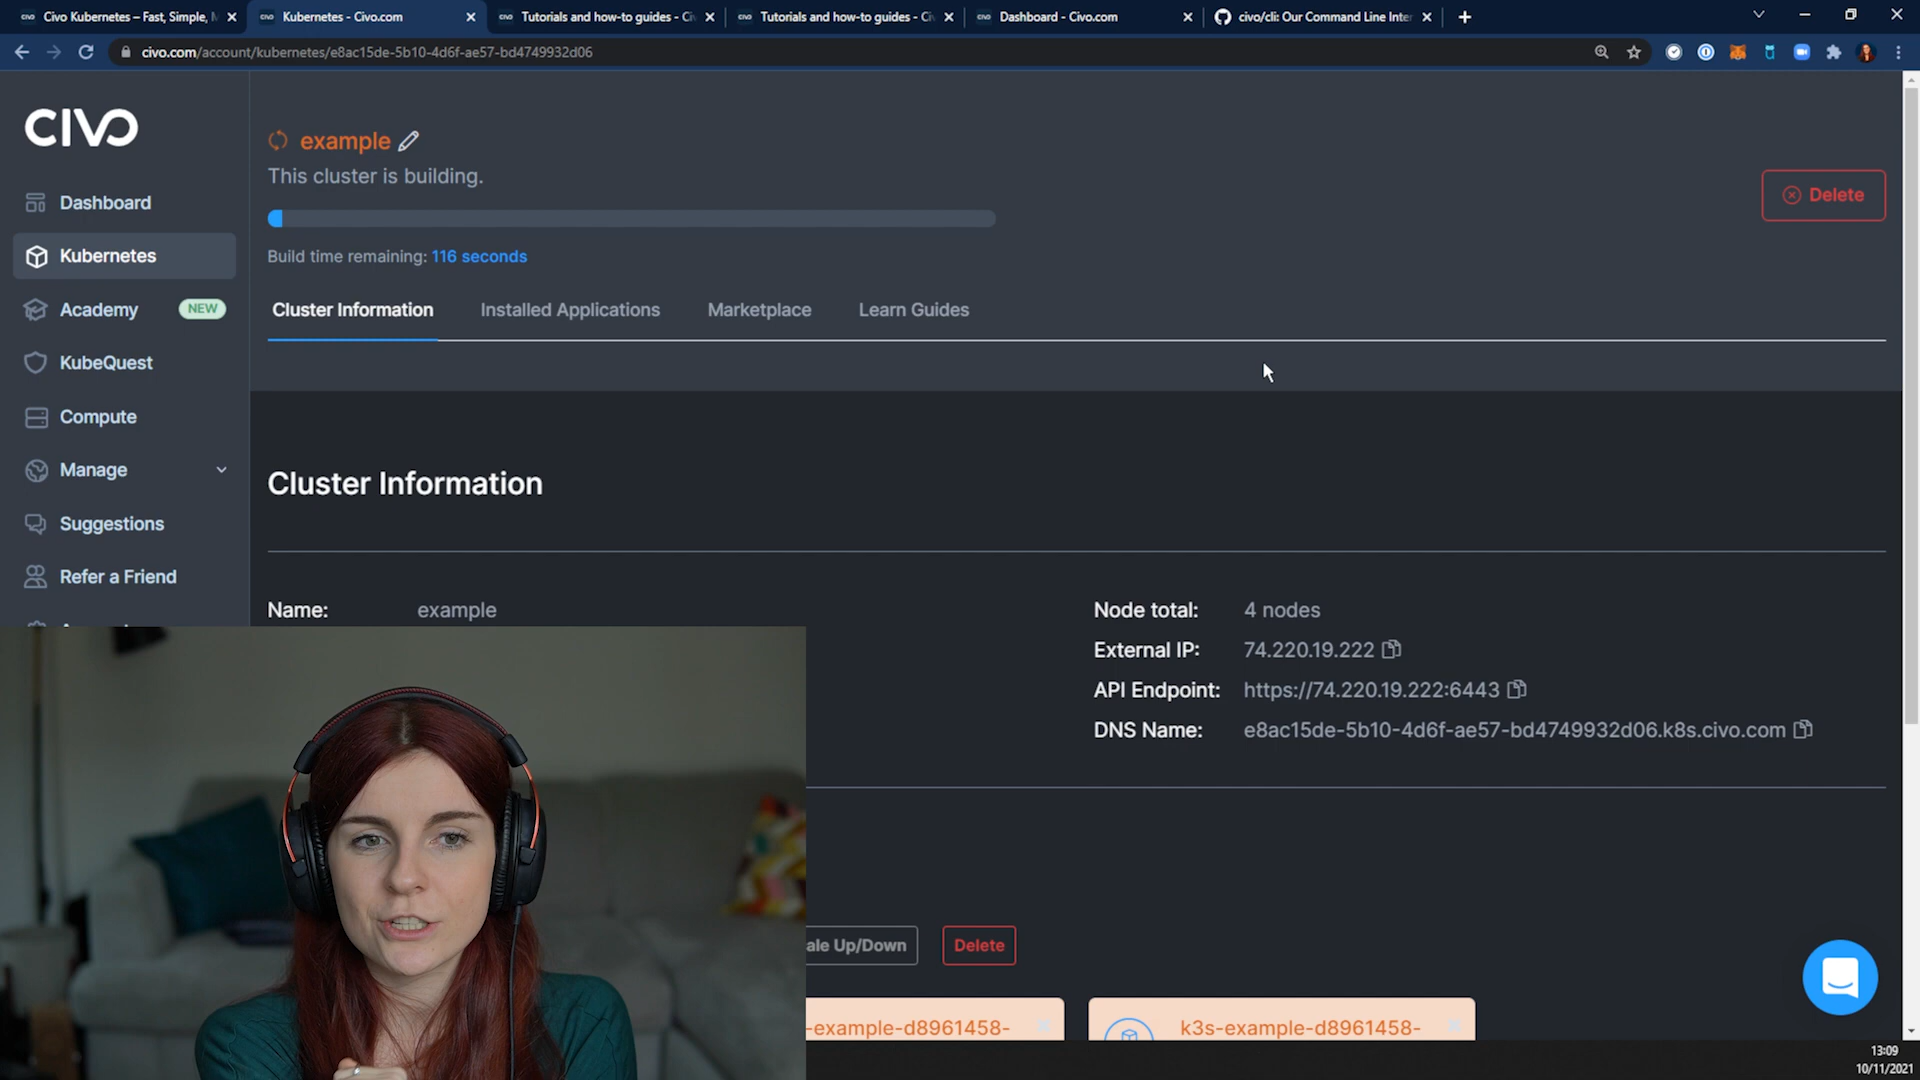 Civo Kubernetes – Fast, Simple,
Kubernetes - Civo.com
Tutorials and how-to guides - Ci
Tutorials and how-to guides - Ci
Dashboard - Civo.com
civo/cli: Our Command Line Inter
civo.com/account/kubernetes/e8ac15de-5b10-4d6f-ae57-bd4749932d06
CIVO
Dashboard
Kubernetes
Academy NEW
KubeQuest
Compute
Manage
Suggestions
Refer a Friend
example
This cluster is building.
Build time remaining: 116 seconds
Delete
Cluster Information Installed Applications Marketplace Learn Guides
Cluster Information
Name: example
Node total: 4 nodes
External IP: 74.220.19.222
API Endpoint: https://74.220.19.222:6443
DNS Name: e8ac15de-5b10-4d6f-ae57-bd4749932d06.k8s.civo.com
ale Up/Down Delete
-example-d8961458-
k3s-example-d8961458-
13:09
10/11/2021